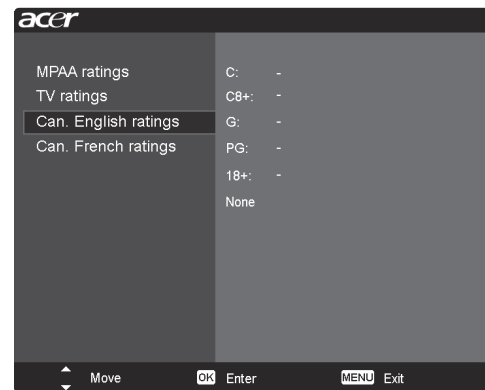 acer
MPAA ratings
TV ratings
Can. English ratings
Can. French ratings
C: -
C8+: -
G: -
PG: -
18+: -
None
Move OK Enter MENU Exit